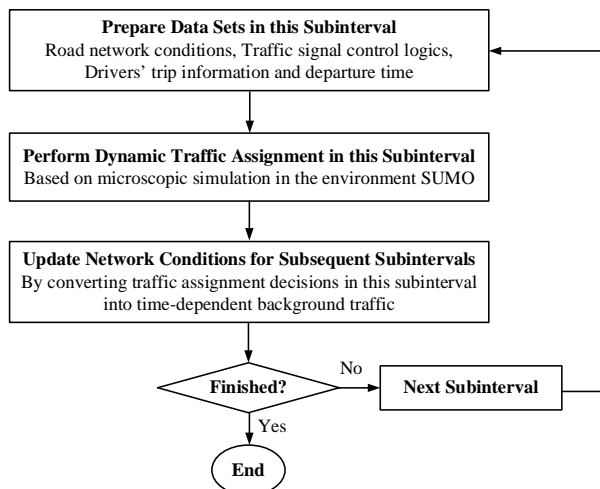 Prepare Data Sets in this Subinterval
Road network conditions, Traffic signal control logics,
Drivers' trip information and departure time
Perform Dynamic Traffic Assignment in this Subinterval
Based on microscopic simulation in the environment SUMO
Update Network Conditions for Subsequent Subintervals
By converting traffic assignment decisions in this subinterval
into time-dependent background traffic
Finished?
No
Next Subinterval
Yes
End